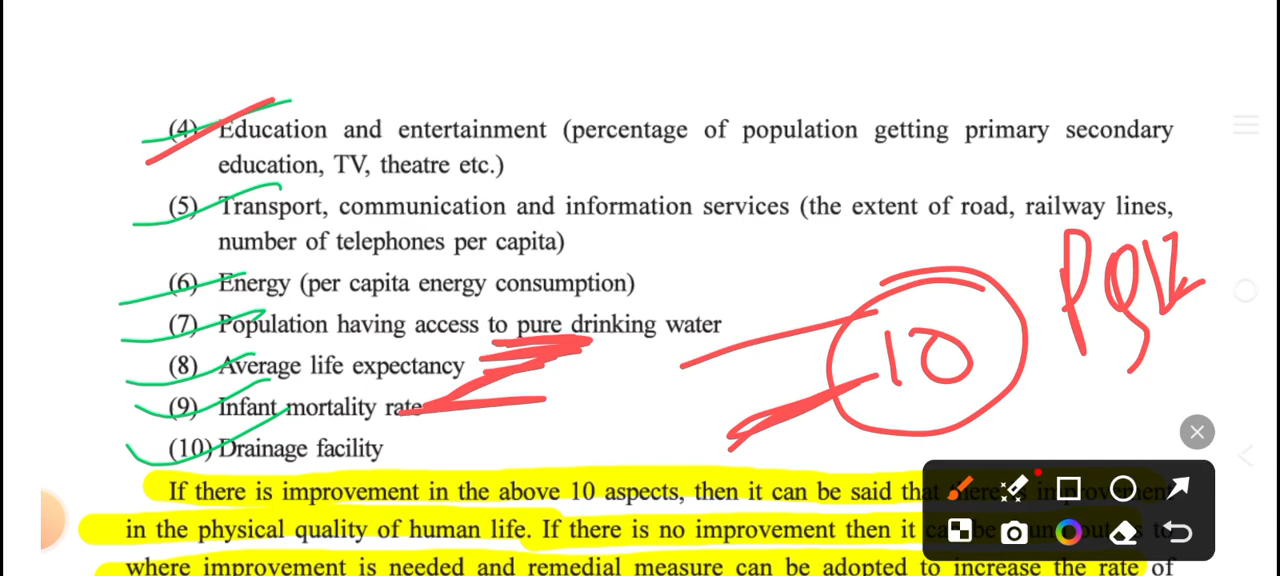 (4) Education and entertainment (percentage of population getting primary secondary
education, TV, theatre etc.)
(5) Transport, communication and information services (the extent of road, railway lines,
number of telephones per capita)
(6) Energy (per capita energy consumption)
(7) Population having access to pure drinking water
(8) Average life expectancy
(9) Infant mortality rate
(10) Drainage facility
10
If there is improvement in the above 10 aspects, then it can be said that there is improvement
in the physical quality of human life. If there is no improvement then it can be
where improvement is needed and remedial measure can be adopted to increase the rate of